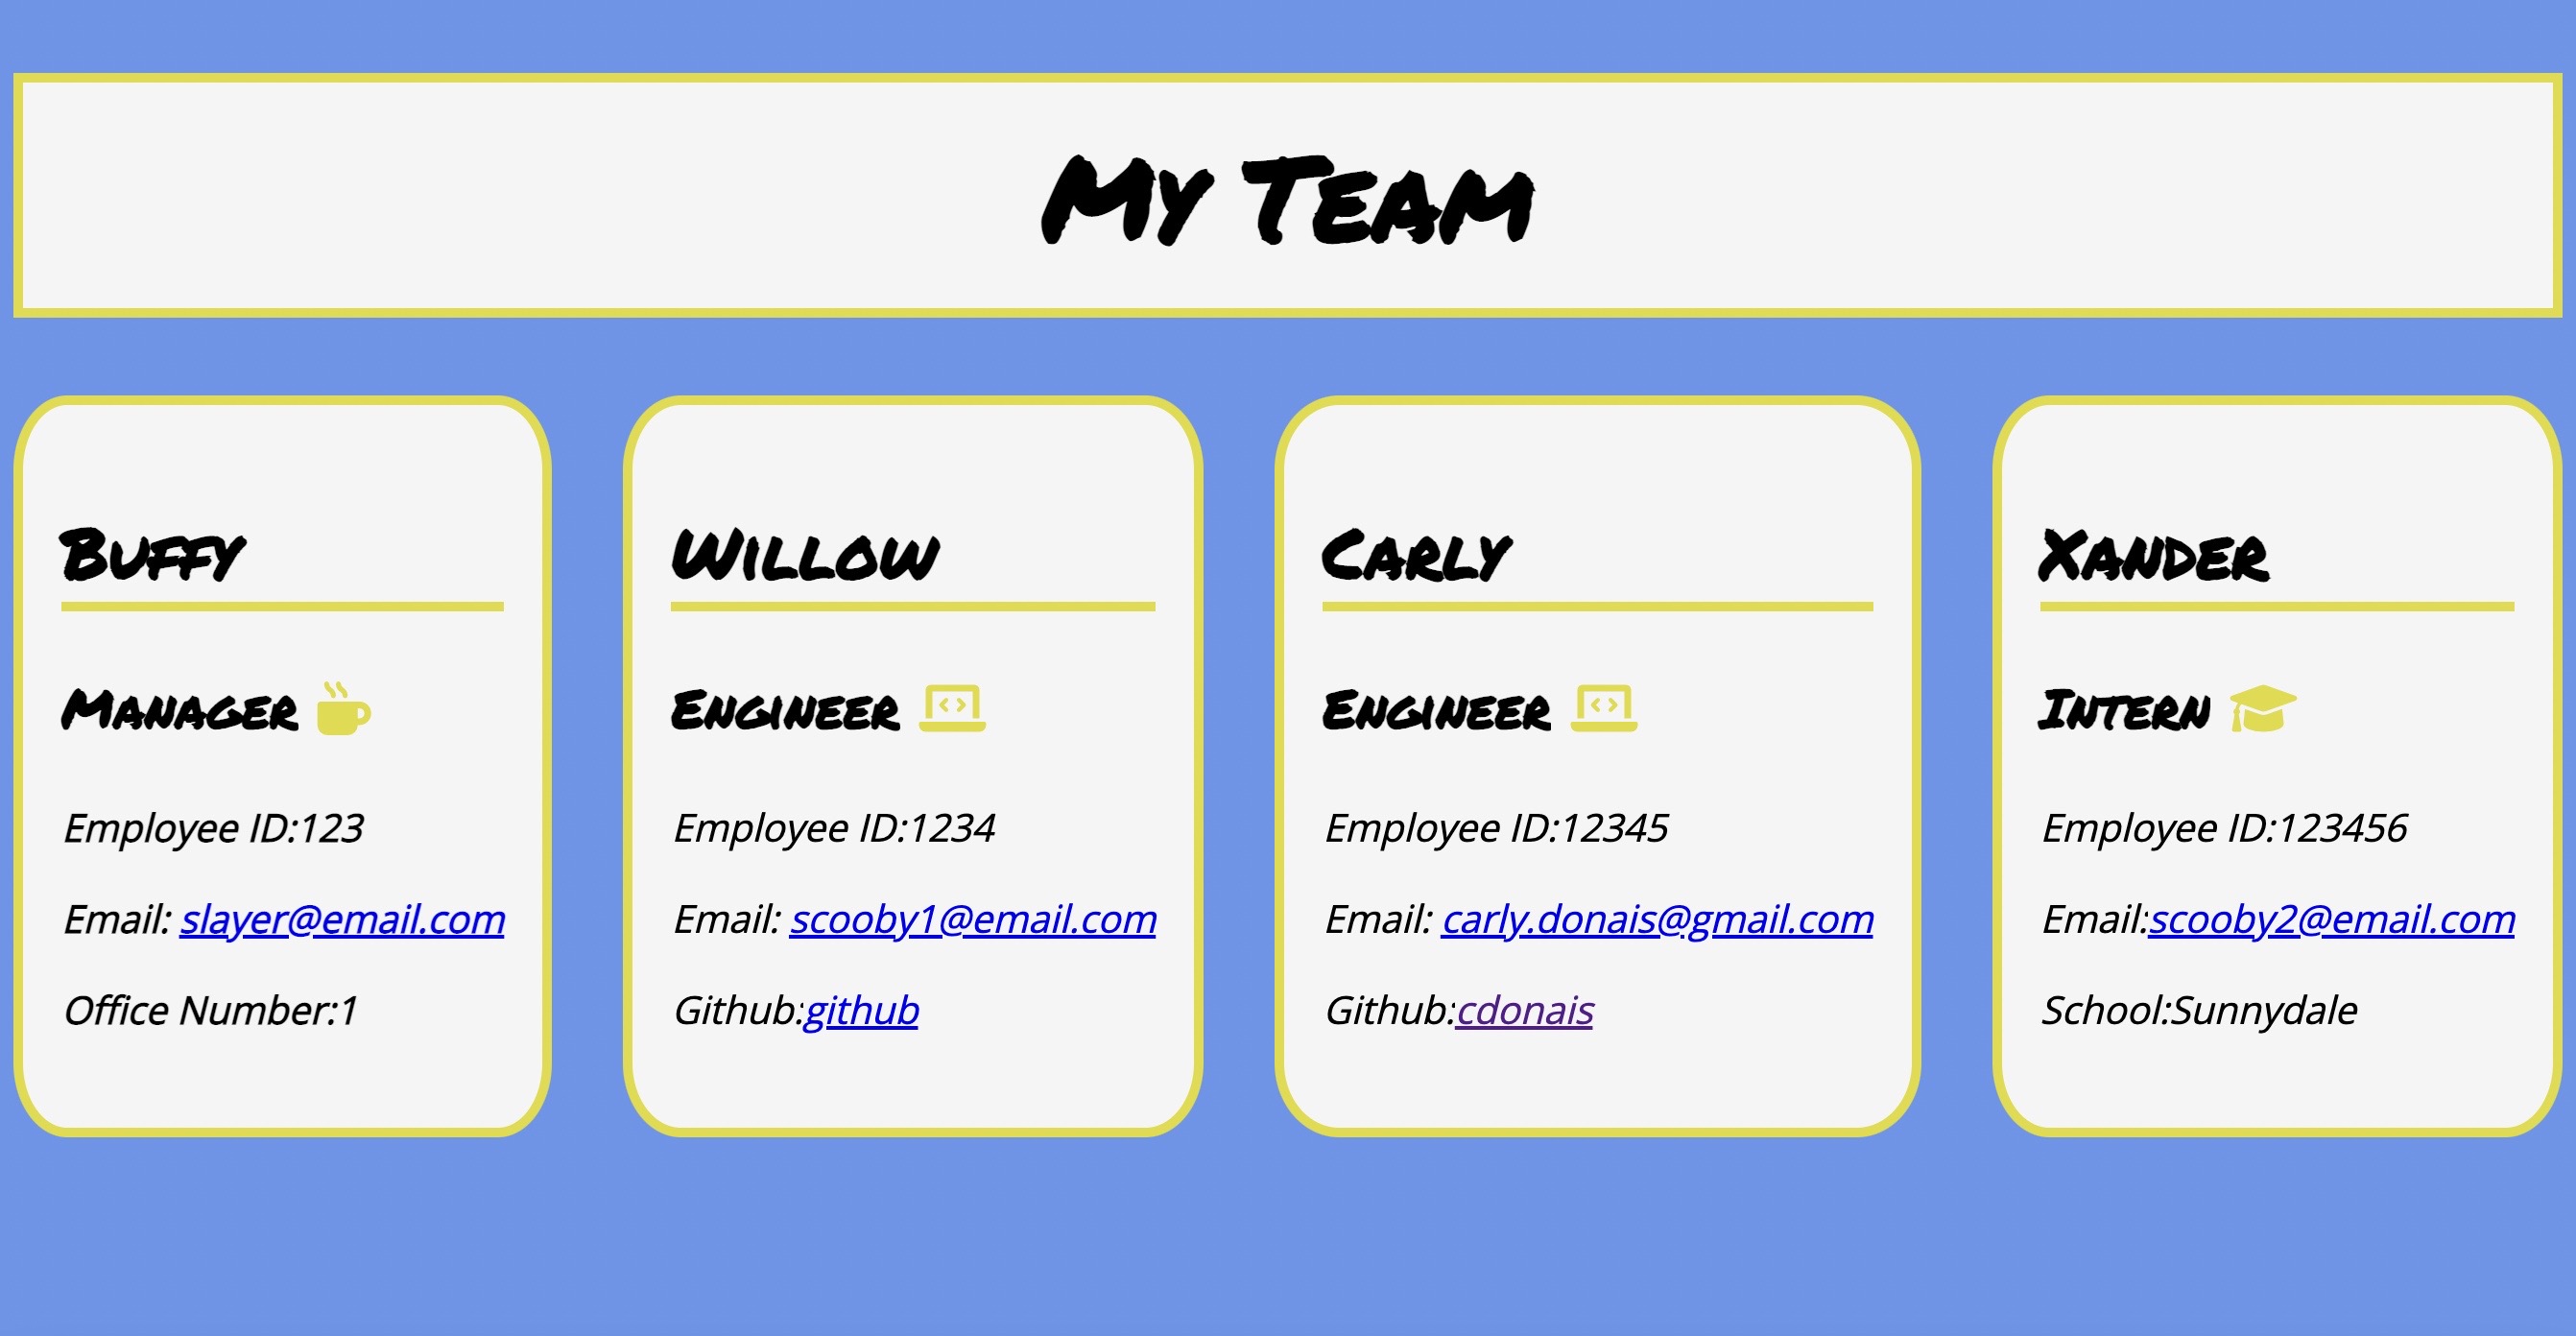 My Team
Buffy
Manager
Employee ID:123
Email: slayer@email.com
Office Number:1
Willow
Engineer
Employee ID:1234
Email: scooby1@email.com
Github:github
Carly
Engineer
Employee ID:12345
Email: carly.donais@gmail.com
Github:cdonais
Xander
Intern
Employee ID:123456
Email:scooby2@email.com
School:Sunnydale